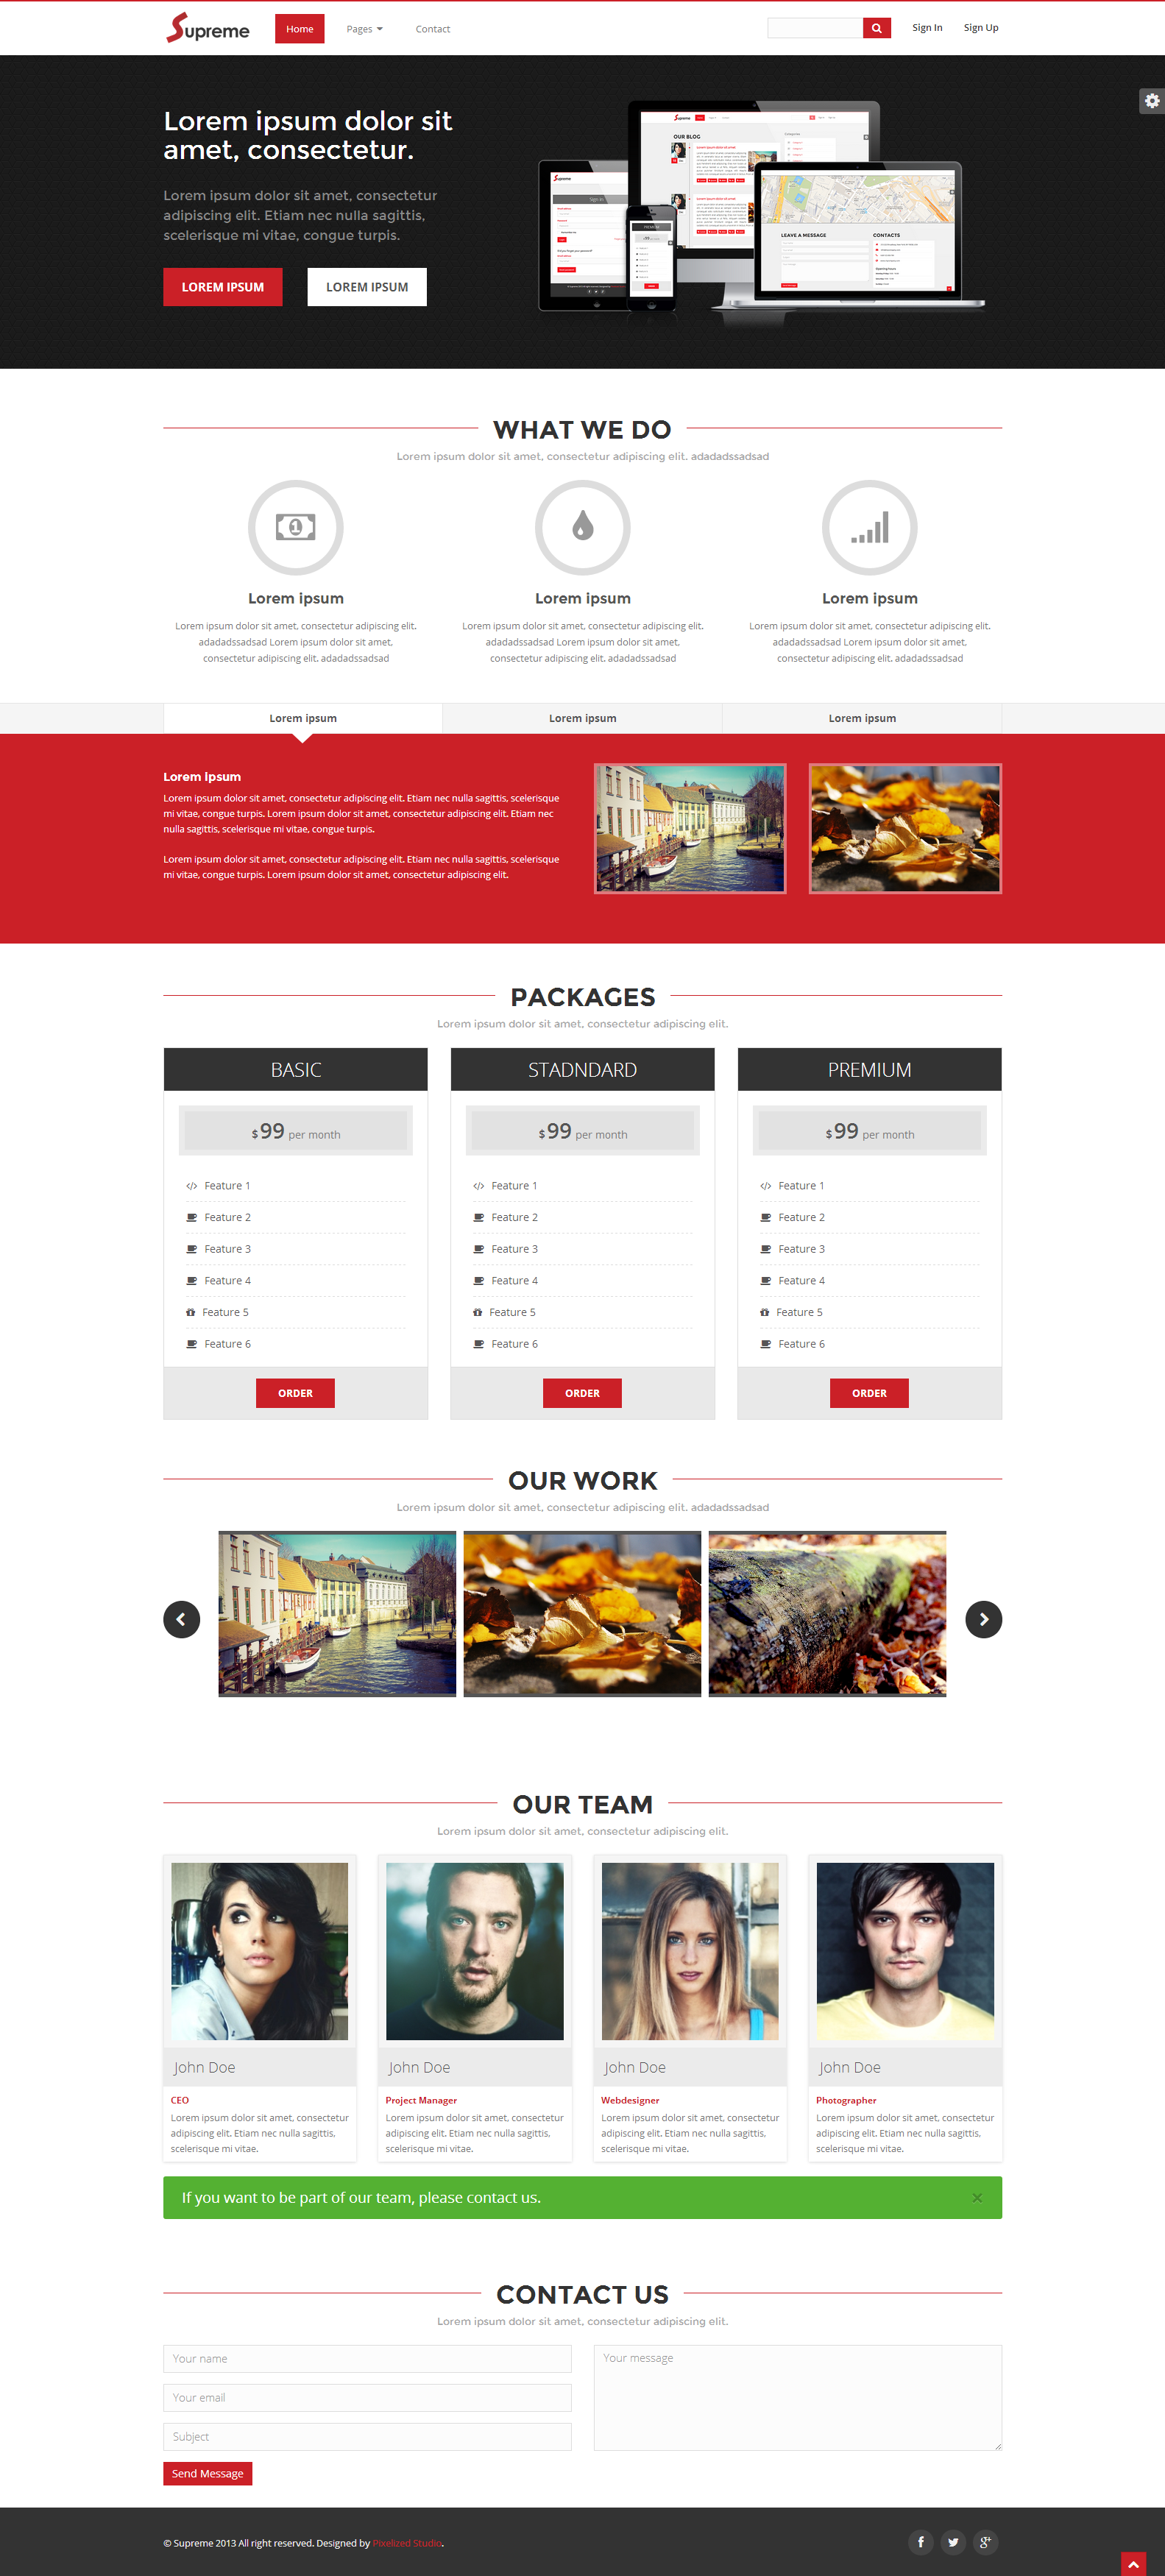 Supreme
Home
Pages
Contact
Sign In
Sign Up
Lorem ipsum dolor sit
amet, consectetur.
Lorem ipsum dolor sit amet, consectetur
adipiscing elit. Etiam nec nulla sagittis,
scelerisque mi vitae, congue turpis.
LOREM IPSUM
LOREM IPSUM
Supreme
OUR BLOG
Supreme
Sign In
PREMIUM
LEAVE A MESSAGE
CONTACTS
WHAT WE DO
Lorem ipsum dolor sit amet, consectetur adipiscing elit. adadadssadsad
Lorem ipsum
Lorem ipsum dolor sit amet, consectetur adipiscing elit.
adadadssadsad Lorem ipsum dolor sit amet,
consectetur adipiscing elit. adadadssadsad
Lorem ipsum
Lorem ipsum dolor sit amet, consectetur adipiscing elit.
adadadssadsad Lorem ipsum dolor sit amet,
consectetur adipiscing elit. adadadssadsad
Lorem ipsum
Lorem ipsum dolor sit amet, consectetur adipiscing elit.
adadadssadsad Lorem ipsum dolor sit amet,
consectetur adipiscing elit. adadadssadsad
Lorem ipsum
Lorem ipsum
Lorem ipsum
Lorem ipsum
Lorem ipsum dolor sit amet, consectetur adipiscing elit. Etiam nec nulla sagittis, scelerisque
mi vitae, congue turpis. Lorem ipsum dolor sit amet, consectetur adipiscing elit. Etiam nec
nulla sagittis, scelerisque mi vitae, congue turpis.
Lorem ipsum dolor sit amet, consectetur adipiscing elit. Etiam nec nulla sagittis, scelerisque
mi vitae, congue turpis. Lorem ipsum dolor sit amet, consectetur adipiscing elit.
PACKAGES
Lorem ipsum dolor sit amet, consectetur adipiscing elit.
BASIC
$99 per month
Feature 1
Feature 2
Feature 3
Feature 4
Feature 5
Feature 6
ORDER
STADNDARD
$99 per month
Feature 1
Feature 2
Feature 3
Feature 4
Feature 5
Feature 6
ORDER
PREMIUM
$99 per month
Feature 1
Feature 2
Feature 3
Feature 4
Feature 5
Feature 6
ORDER
OUR WORK
Lorem ipsum dolor sit amet, consectetur adipiscing elit. adadadssadsad
OUR TEAM
Lorem ipsum dolor sit amet, consectetur adipiscing elit.
John Doe
CEO
Lorem ipsum dolor sit amet, consectetur
adipiscing elit. Etiam nec nulla sagittis,
scelerisque mi vitae.
John Doe
Project Manager
Lorem ipsum dolor sit amet, consectetur
adipiscing elit. Etiam nec nulla sagittis,
scelerisque mi vitae.
John Doe
Webdesigner
Lorem ipsum dolor sit amet, consectetur
adipiscing elit. Etiam nec nulla sagittis,
scelerisque mi vitae.
John Doe
Photographer
Lorem ipsum dolor sit amet, consectetur
adipiscing elit. Etiam nec nulla sagittis,
scelerisque mi vitae.
If you want to be part of our team, please contact us.
×
CONTACT US
Lorem ipsum dolor sit amet, consectetur adipiscing elit.
Your name
Your email
Subject
Your message
Send Message
© Supreme 2013 All right reserved. Designed by Pixelized Studio.